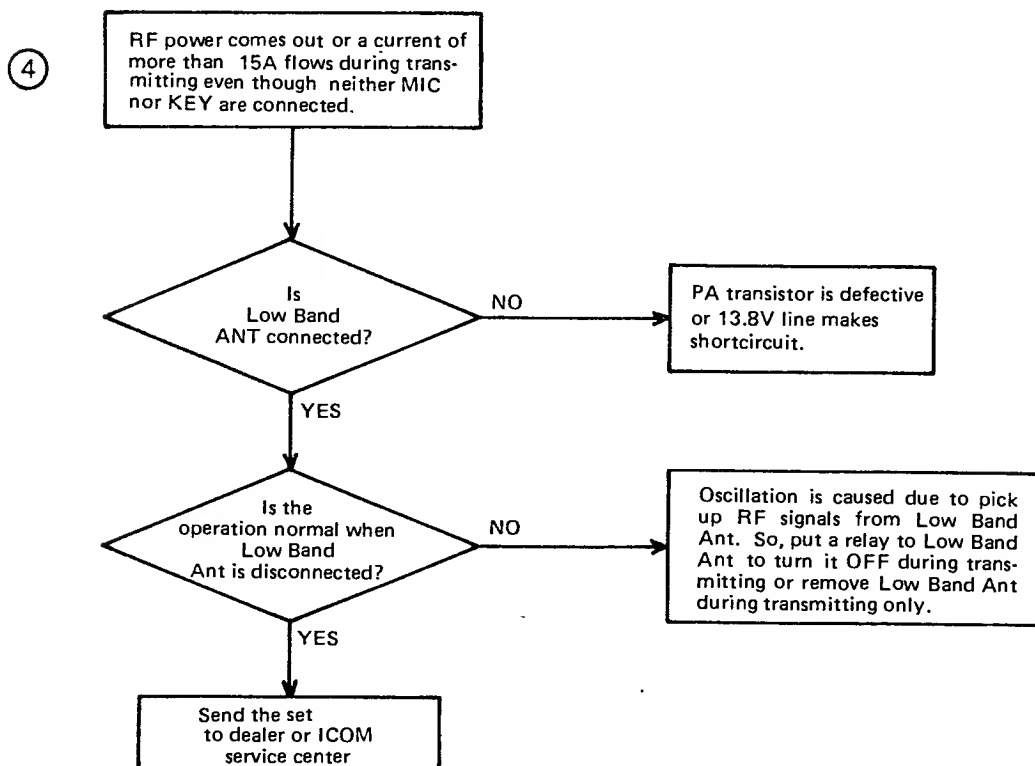 4
RF power comes out or a current of
more than 15A flows during trans-
mitting even though neither MIC
nor KEY are connected.
Is
Low Band
ANT connected?
NO
PA transistor is defective
or 13.8V line makes
shortcircuit.
YES
Is the
operation normal when
Low Band
Ant is disconnected?
NO
Oscillation is caused due to pick
up RF signals from Low Band
Ant. So, put a relay to Low Band
Ant to turn it OFF during trans-
mitting or remove Low Band Ant
during transmitting only.
YES
Send the set
to dealer or ICOM
service center